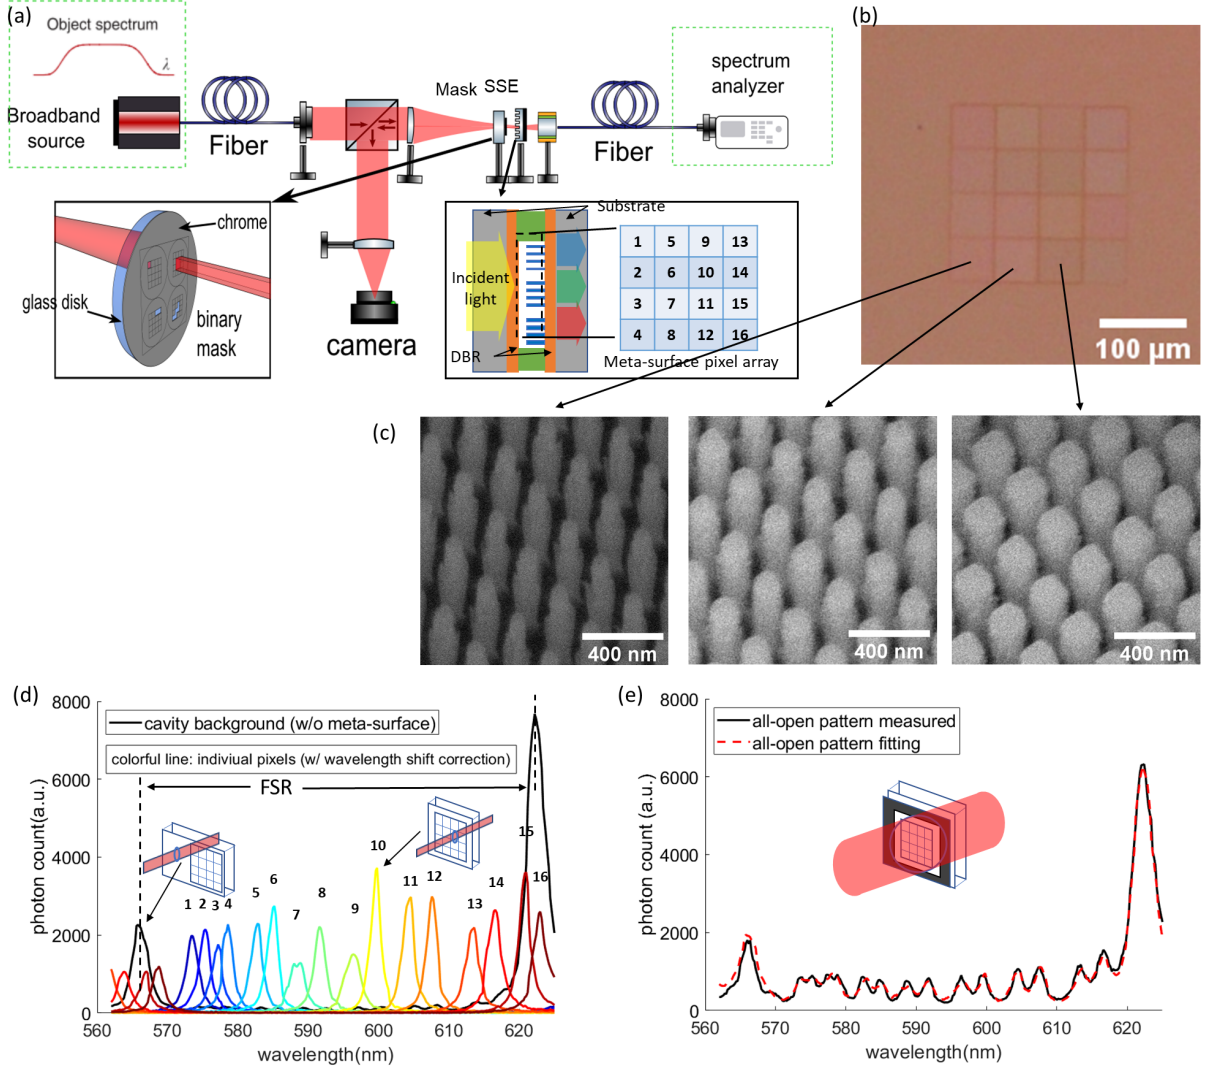 (a)
Object spectrum
λ
Broadband
source
Fiber
Mask SSE
Fiber
spectrum
analyzer
chrome
glass disk
binary
mask
camera
Substrate
Incident
light
DBR
1 5 9 13
2 6 10 14
3 7 11 15
4 8 12 16
Meta-surface pixel array
(b)
100 μm
(c)
400 nm
400 nm
400 nm
(d)
8000
6000
4000
2000
0
photon count(a.u.)
cavity background (w/o meta-surface)
colorful line: indiviual pixels (w/ wavelength shift correction)
FSR
1 2 3 4 5 6 7 8 9 10 11 12 13 14 15 16
560 570 580 590 600 610 620
wavelength(nm)
(e)
8000
6000
4000
2000
0
photon count (a.u.)
all-open pattern measured
all-open pattern fitting
560 570 580 590 600 610 620
wavelength(nm)